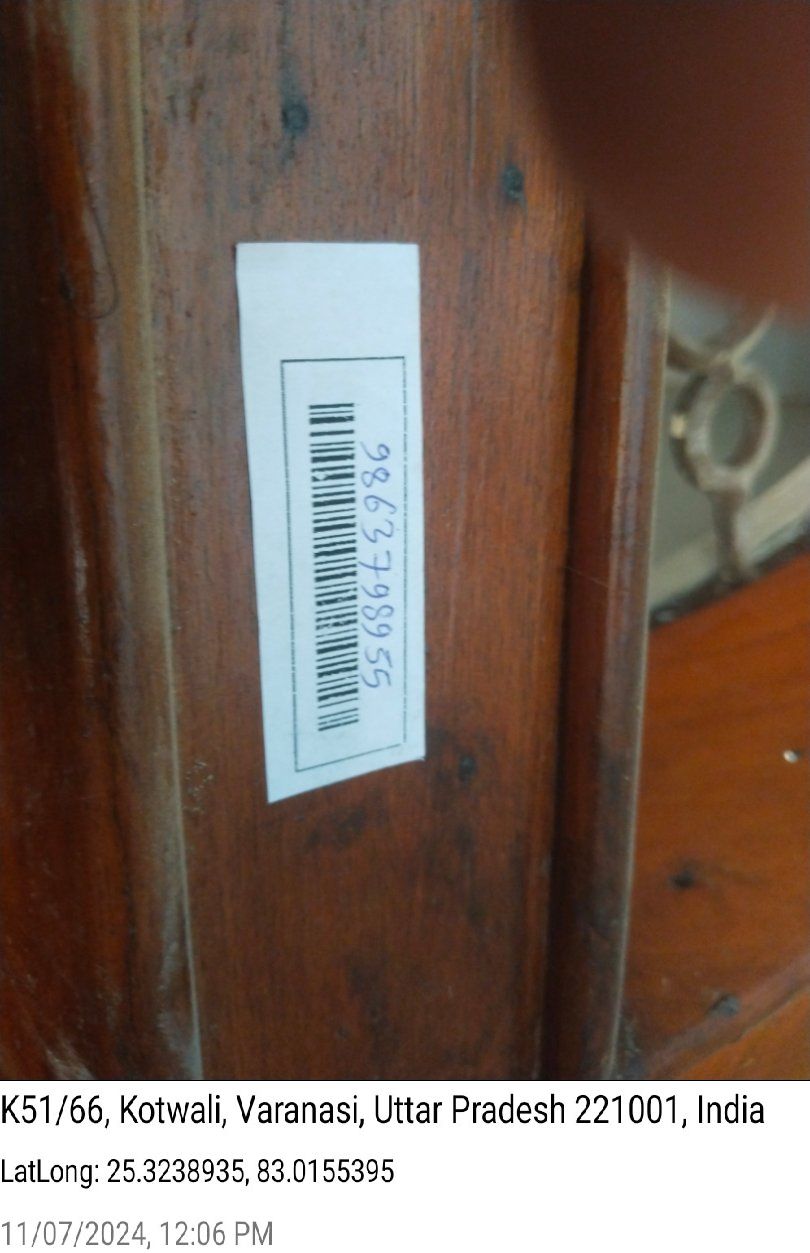 9863798955
K51/66, Kotwali, Varanasi, Uttar Pradesh 221001, India
LatLong: 25.3238935, 83.0155395
11/07/2024, 12:06 PM